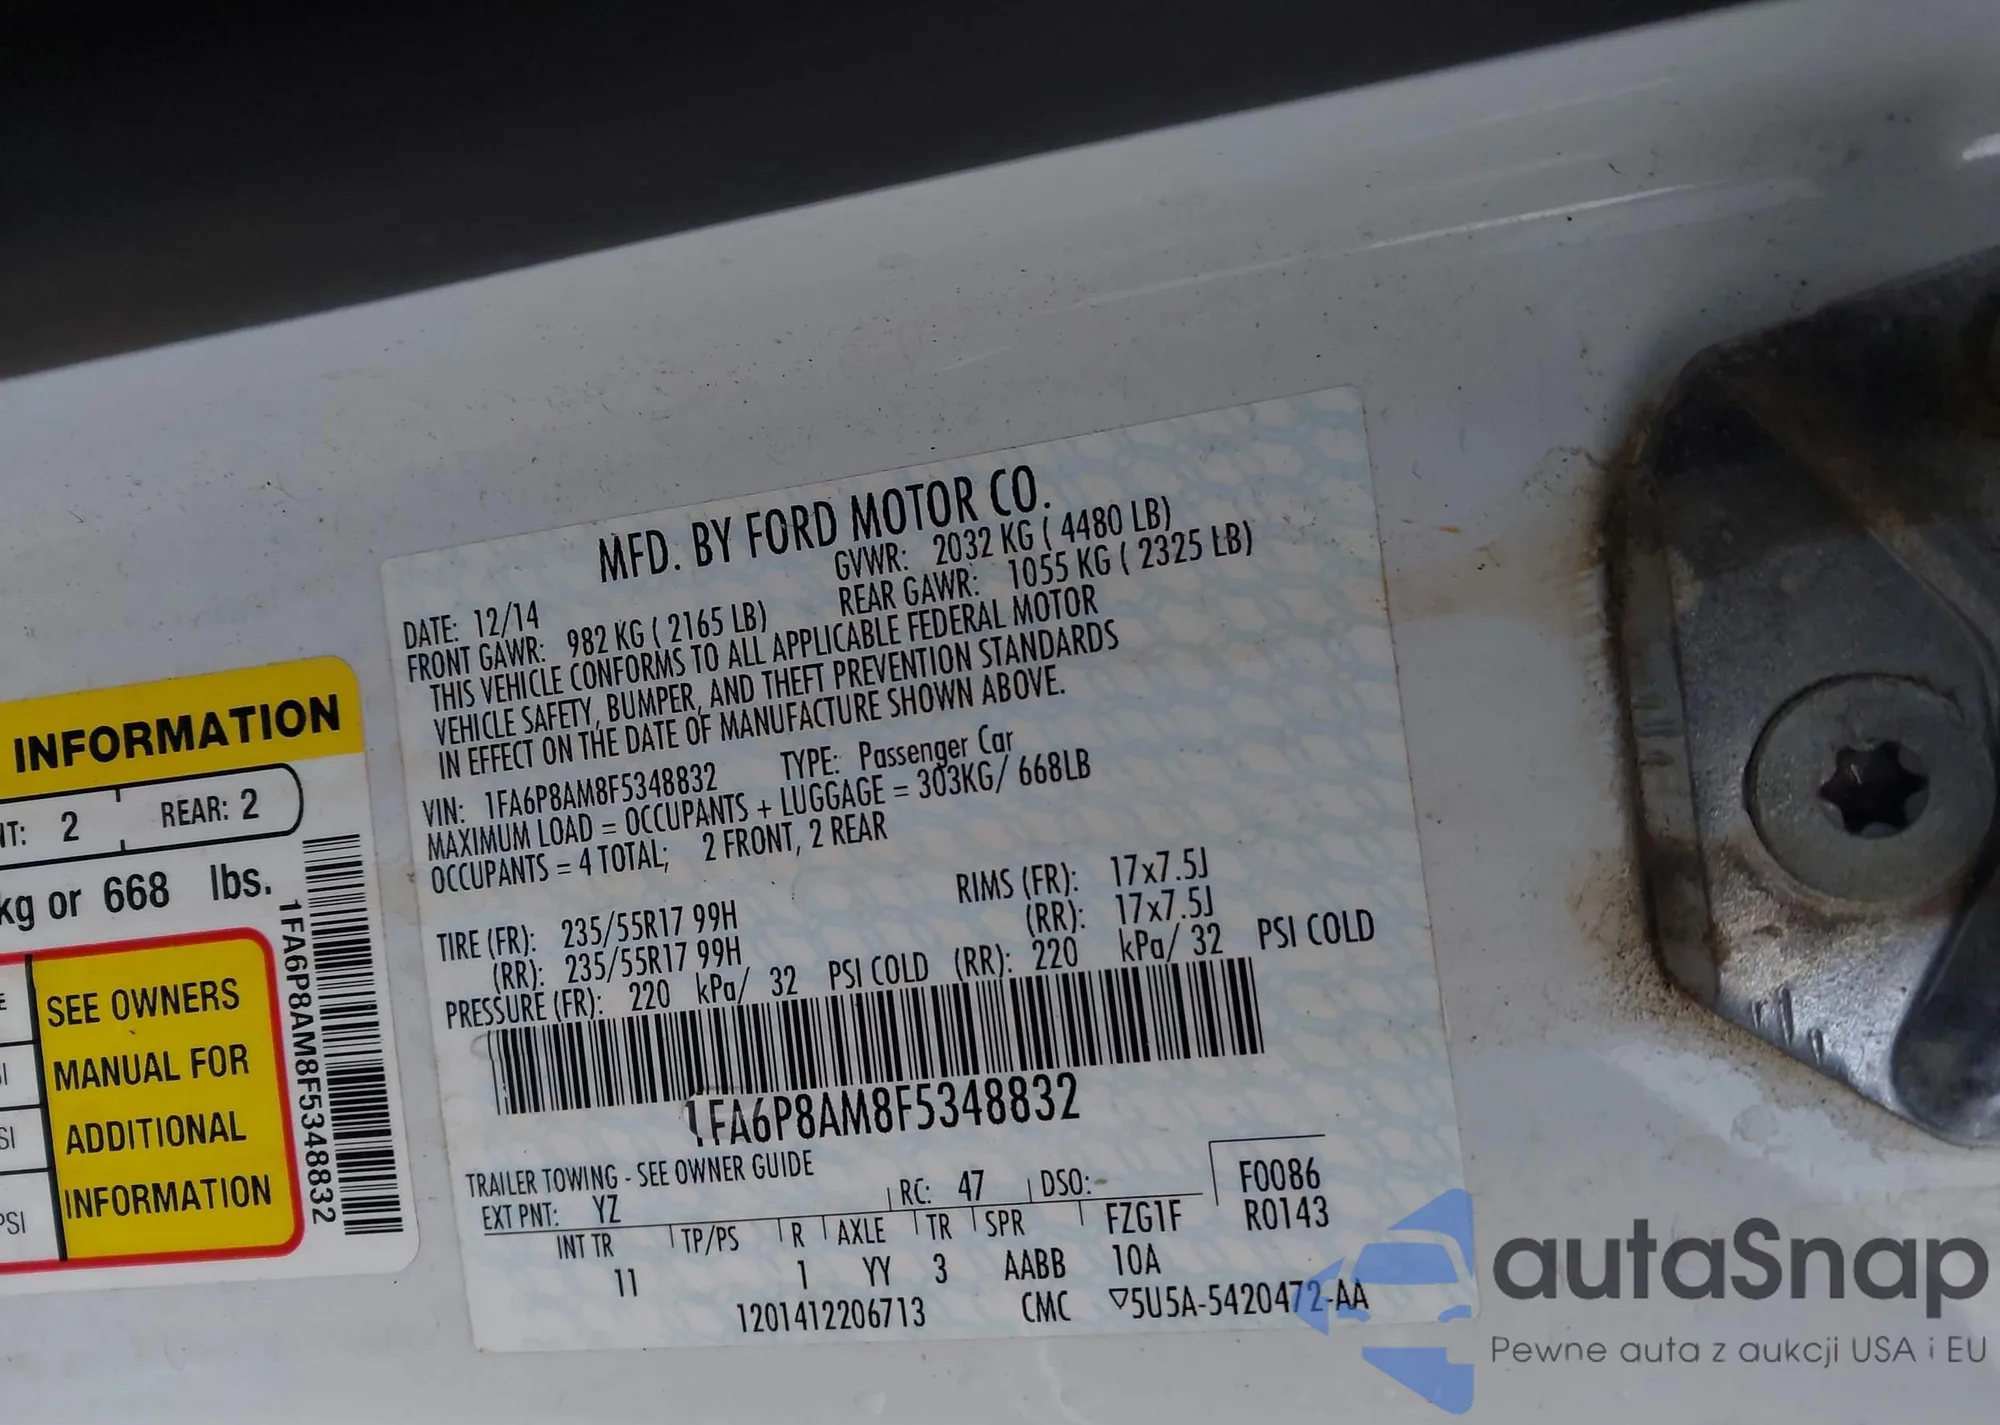 MFD. BY FORD MOTOR CO.
DATE: 12/14 GVWR: 2032 KG ( 4480 LB)
FRONT GAWR: 982 KG ( 2165 LB) REAR GAWR: 1055 KG ( 2325 LB)
THIS VEHICLE CONFORMS TO ALL APPLICABLE FEDERAL MOTOR
VEHICLE SAFETY, BUMPER, AND THEFT PREVENTION STANDARDS
IN EFFECT ON THE DATE OF MANUFACTURE SHOWN ABOVE.
VIN: 1FA6P8AM8F5348832 TYPE: Passenger Car
MAXIMUM LOAD = OCCUPANTS + LUGGAGE = 303KG/ 668LB
OCCUPANTS = 4 TOTAL; 2 FRONT, 2 REAR
TIRE (FR): 235/55R17 99H RIMS (FR): 17x7.5J
(RR): 235/55R17 99H (RR): 17x7.5J
PRESSURE (FR): 220 kPa/ 32 PSI COLD (RR): 220 kPa/ 32 PSI COLD
1FA6P8AM8F5348832
TRAILER TOWING - SEE OWNER GUIDE
EXT PNT: YZ RC: 47 DSO: - F0086
INT TR TP/PS R AXLE TR SPR FZG1F R0143
11 1 YY 3 AABB 10A
1201412206713 CMC ▽5U5A-5420472-AA
INFORMATION
NT: 2 REAR: 2
kg or 668 lbs.
1FA6P8AM8F5348832
SEE OWNERS
MANUAL FOR
ADDITIONAL
INFORMATION
SI
PSI
autaSnap
Pewne auta z aukcji USA i EU